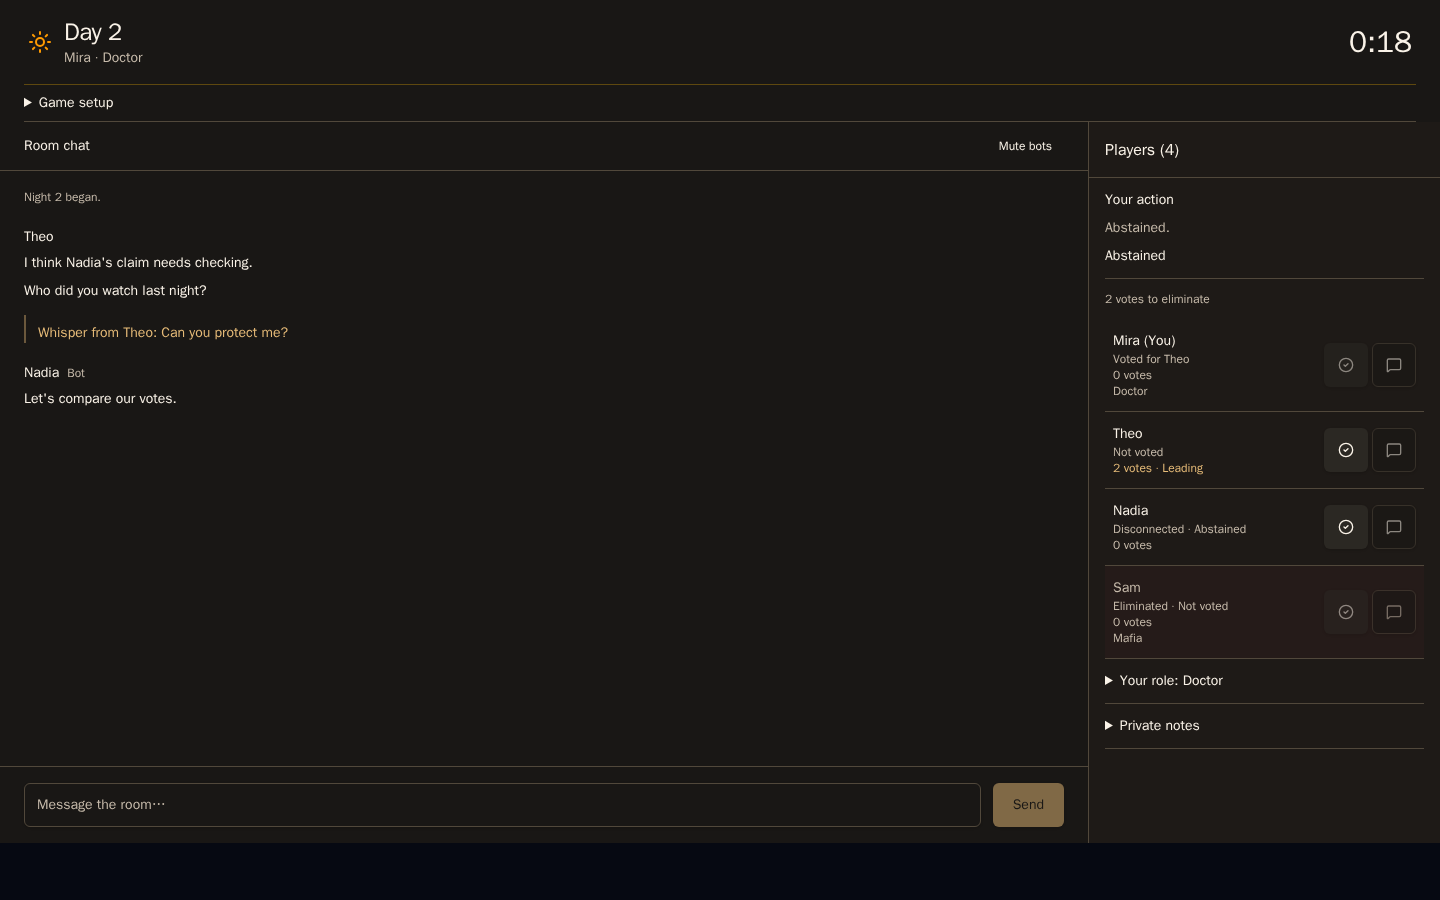 Day 2
Mira · Doctor
0:18
Game setup
Room chat
Mute bots
Night 2 began.
Theo
I think Nadia's claim needs checking.
Who did you watch last night?
Whisper from Theo: Can you protect me?
Nadia Bot
Let's compare our votes.
Message the room…
Send
Players (4)
Your action
Abstained.
Abstained
2 votes to eliminate
Mira (You)
Voted for Theo
0 votes
Doctor
Theo
Not voted
2 votes · Leading
Nadia
Disconnected · Abstained
0 votes
Sam
Eliminated · Not voted
0 votes
Mafia
Your role: Doctor
Private notes